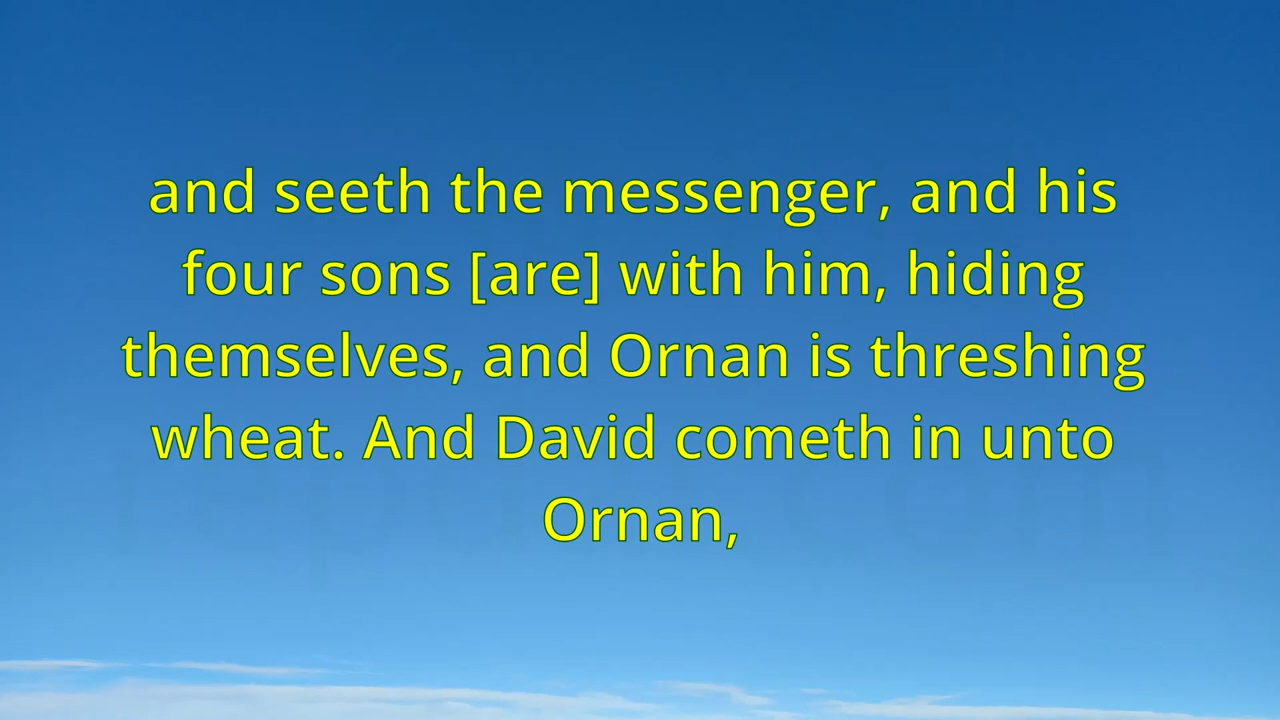 and seeth the messenger, and his
four sons [are] with him, hiding
themselves, and Ornan is threshing
wheat. And David cometh in unto
Ornan,